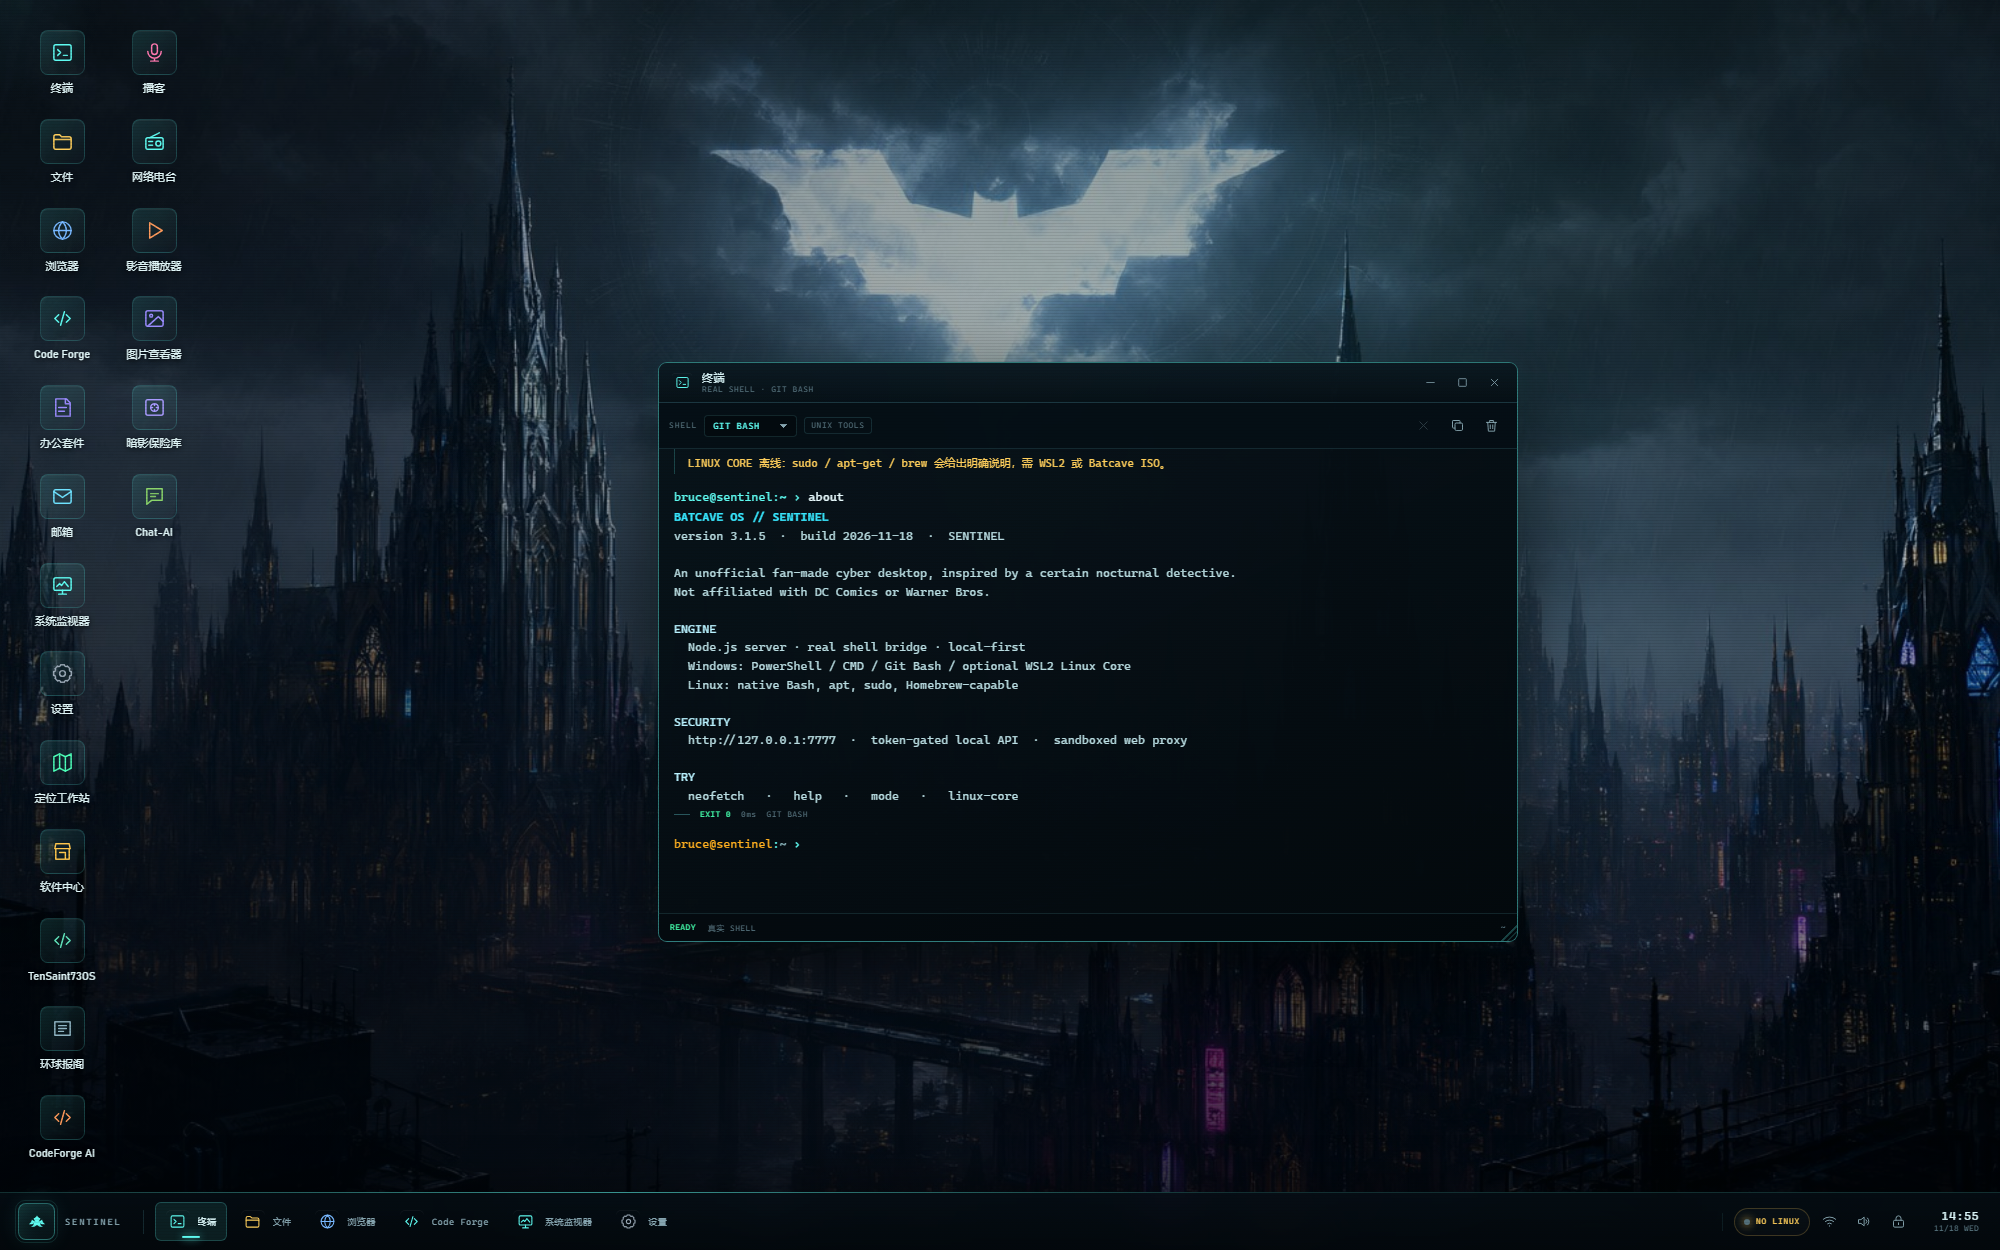 终端
播客
文件
网络电台
浏览器
影音播放器
Code Forge
图片查看器
办公套件
暗影保险库
邮箱
Chat-AI
系统监视器
设置
定位工作站
软件中心
TenSaint730S
环球报阁
CodeForge AI
终端
REAL SHELL · GIT BASH
SHELL GIT BASH UNIX TOOLS
LINUX CORE 离线: sudo / apt-get / brew 会给出明确说明, 需 WSL2 或 Batcave ISO。
bruce@sentinel:~ › about
BATCAVE OS // SENTINEL
version 3.1.5 · build 2026-11-18 · SENTINEL
An unofficial fan-made cyber desktop, inspired by a certain nocturnal detective.
Not affiliated with DC Comics or Warner Bros.
ENGINE
Node.js server · real shell bridge · local-first
Windows: PowerShell / CMD / Git Bash / optional WSL2 Linux Core
Linux: native Bash, apt, sudo, Homebrew-capable
SECURITY
http://127.0.0.1:7777 · token-gated local API · sandboxed web proxy
TRY
neofetch · help · mode · linux-core
EXIT 0 0ms GIT BASH
bruce@sentinel:~ ›
READY 真实 SHELL
SENTINEL 终端 文件 浏览器 Code Forge 系统监视器 设置
NO LINUX
14:55
11/18 WED